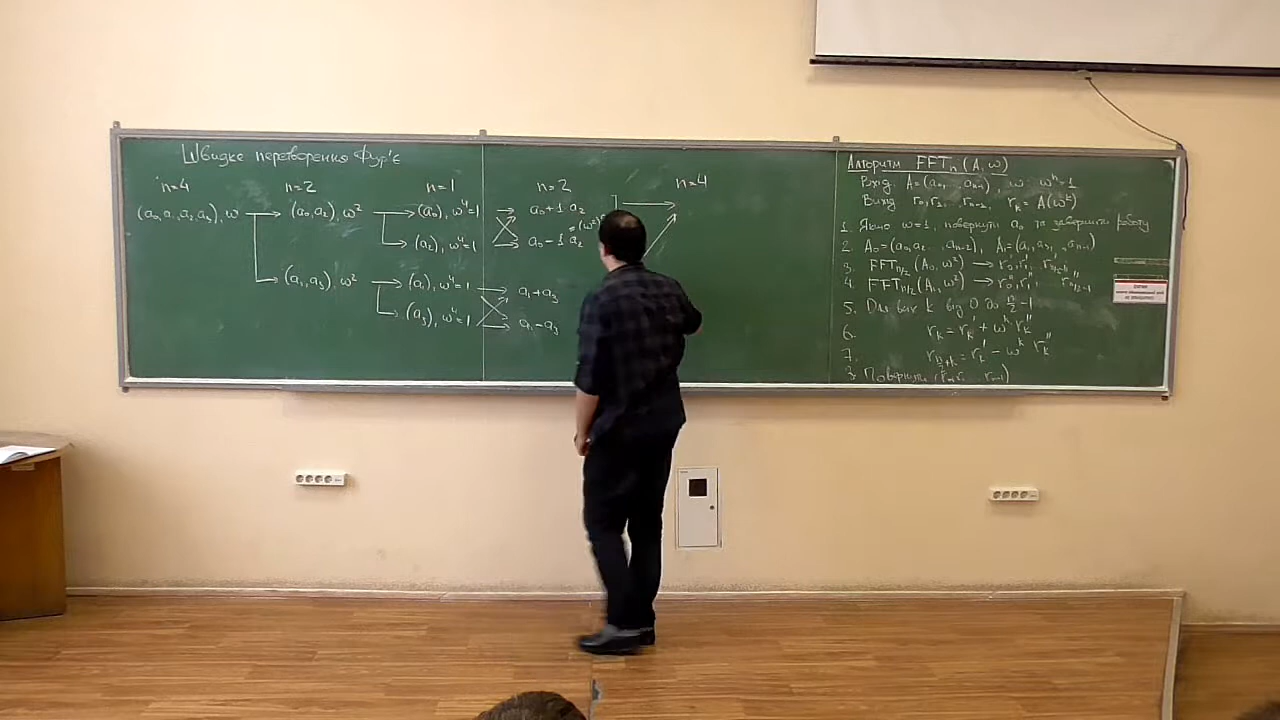 Швидке перетворення Фур'є
n=4 n=2 n=1 n=2 n=4
(a₀,a₁,a₂,a₃), ω (a₀,a₂), ω² (a₀), ω⁴=1 a₀+1 a₂
(a₂), ω⁴=1 a₀-1 a₂
(a₁,a₃), ω² (a₁), ω⁴=1 a₁+a₃
(a₃), ω⁴=1 a₁-a₃
Алгоритм FFTₙ(A, ω)
Вхід A=(a₀, aₙ₋₁), ω ωⁿ=1
Вихід r₀, r₁, rₙ₋₁, rₖ = A(ωᵏ)
1. Якщо ω=1, повернути a₀ та завершити роботу
2. A₀=(a₀,a₂ ,aₙ₋₂), A₁=(a₁,a₃, ,aₙ₋₁)
3. FFTₙ/₂(A₀, ω²) → r₀',r₁',
4. FFTₙ/₂(A₁, ω²) → r₀'',r₁'',
5. Для всіх k від 0 до n/2-1
6. rₖ = rₖ' + ωᵏ rₖ''
7. rₙ/₂₊ₖ = rₖ' - ωᵏ rₖ''
Повернути (r₀,r₁, rₙ₋₁)